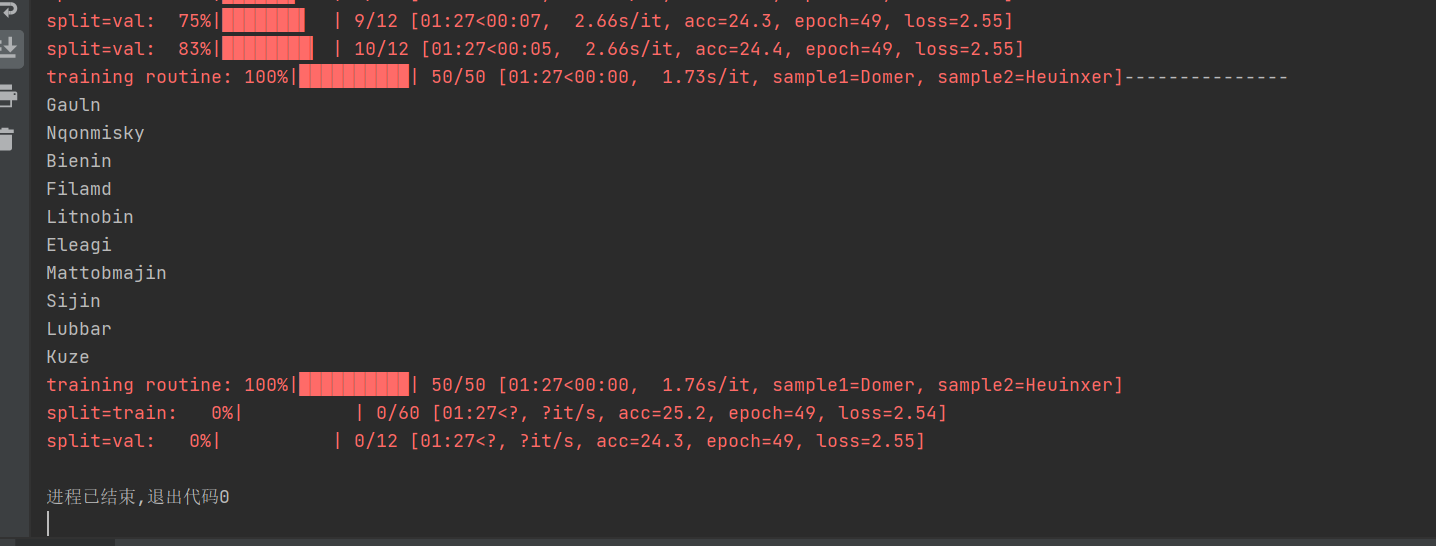 split=val:  75%|████████  | 9/12 [01:27<00:07,  2.66s/it, acc=24.3, epoch=49, loss=2.55]
split=val:  83%|████████ | 10/12 [01:27<00:05,  2.66s/it, acc=24.4, epoch=49, loss=2.55]
training routine: 100%|██████████| 50/50 [01:27<00:00,  1.73s/it, sample1=Domer, sample2=Heuinxer]---------------
Gauln
Nqonmisky
Bienin
Filamd
Litnobin
Eleagi
Mattobmajin
Sijin
Lubbar
Kuze
training routine: 100%|██████████| 50/50 [01:27<00:00,  1.76s/it, sample1=Domer, sample2=Heuinxer]
split=train:   0%|          | 0/60 [01:27<?, ?it/s, acc=25.2, epoch=49, loss=2.54]
split=val:   0%|          | 0/12 [01:27<?, ?it/s, acc=24.3, epoch=49, loss=2.55]
进程已结束,退出代码0